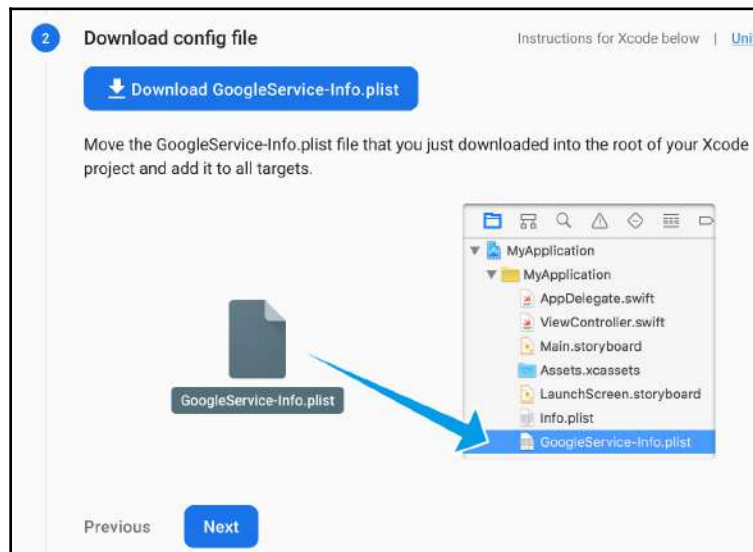 2
Download config file
Instructions for Xcode below | Uni
Download GoogleService-Info.plist
Move the GoogleService-Info.plist file that you just downloaded into the root of your Xcode
project and add it to all targets.
MyApplication
MyApplication
AppDelegate.swift
ViewController.swift
Main.storyboard
Assets.xcassets
LaunchScreen.storyboard
Info.plist
GoogleService-Info.plist
GoogleService-Info.plist
Previous
Next